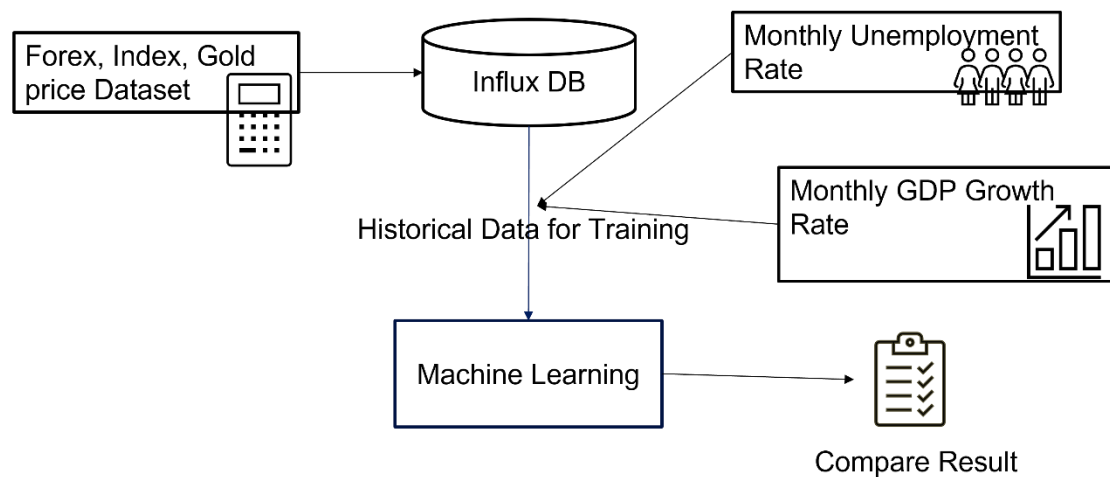 Forex, Index, Gold
price Dataset
Influx DB
Monthly Unemployment
Rate
Monthly GDP Growth
Rate
Historical Data for Training
Machine Learning
Compare Result